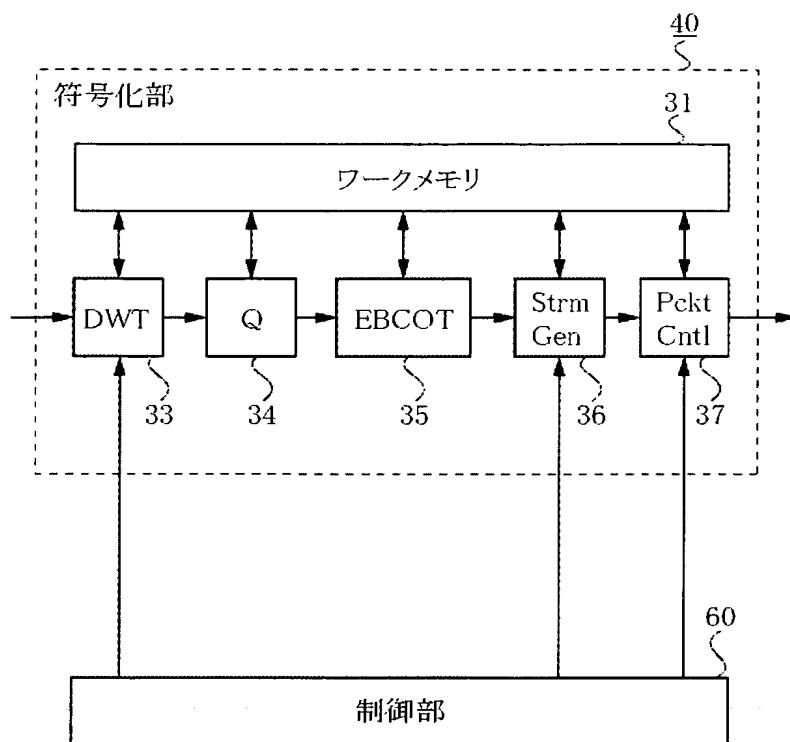 40
符号化部
31
ワークメモリ
DWT
Q
EBCOT
Strm
Gen
Pckt
Cntl
33
34
35
36
37
60
制御部